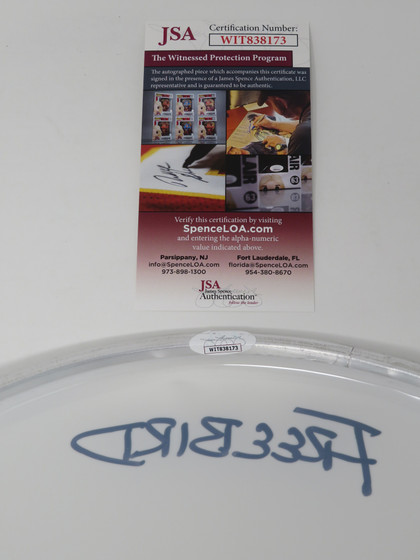 JSA
Certification Number:
WIT838173
The Witnessed Protection Program
The autographed piece which accompanies this certificate was
signed in the presence of a James Spence Authentication, LLC
representative and is guaranteed to be authentic.
Verify this certification by visiting
SpenceLOA.com
and entering the alpha-numeric
value indicated above.
Parsippany, NJ
info@SpenceLOA.com
973-898-1300
Fort Lauderdale, FL
florida@SpenceLOA.com
954-380-8670
JSA
James Spence
Authentication
WIT838173
FREEBIRD